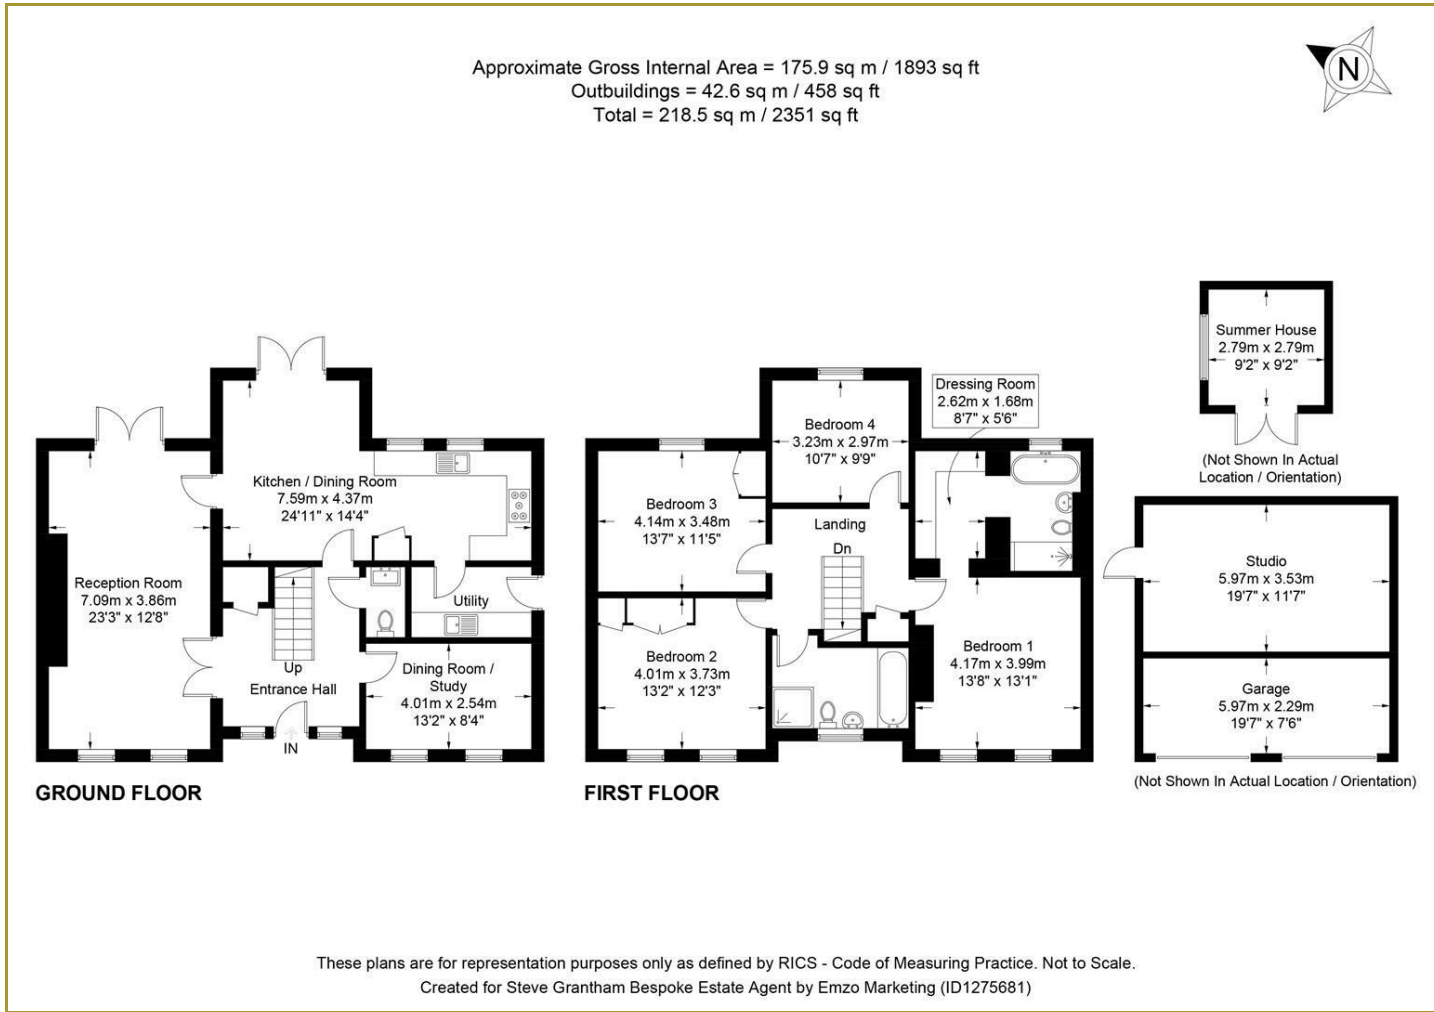 Approximate Gross Internal Area = 175.9 sq m / 1893 sq ft
Outbuildings = 42.6 sq m / 458 sq ft
Total = 218.5 sq m / 2351 sq ft
N
Kitchen / Dining Room
7.59m x 4.37m
24'11" x 14'4"
Reception Room
7.09m x 3.86m
23'3" x 12'8"
Utility
Up
Entrance Hall
Dining Room /
Study
4.01m x 2.54m
13'2" x 8'4"
IN
GROUND FLOOR
Dressing Room
2.62m x 1.68m
8'7" x 5'6"
Bedroom 4
3.23m x 2.97m
10'7" x 9'9"
Bedroom 3
4.14m x 3.48m
13'7" x 11'5"
Landing
Dn
Bedroom 2
4.01m x 3.73m
13'2" x 12'3"
Bedroom 1
4.17m x 3.99m
13'8" x 13'1"
FIRST FLOOR
Summer House
2.79m x 2.79m
9'2" x 9'2"
(Not Shown In Actual
Location / Orientation)
Studio
5.97m x 3.53m
19'7" x 11'7"
Garage
5.97m x 2.29m
19'7" x 7'6"
(Not Shown In Actual Location / Orientation)
These plans are for representation purposes only as defined by RICS - Code of Measuring Practice. Not to Scale.
Created for Steve Grantham Bespoke Estate Agent by Emzo Marketing (ID1275681)